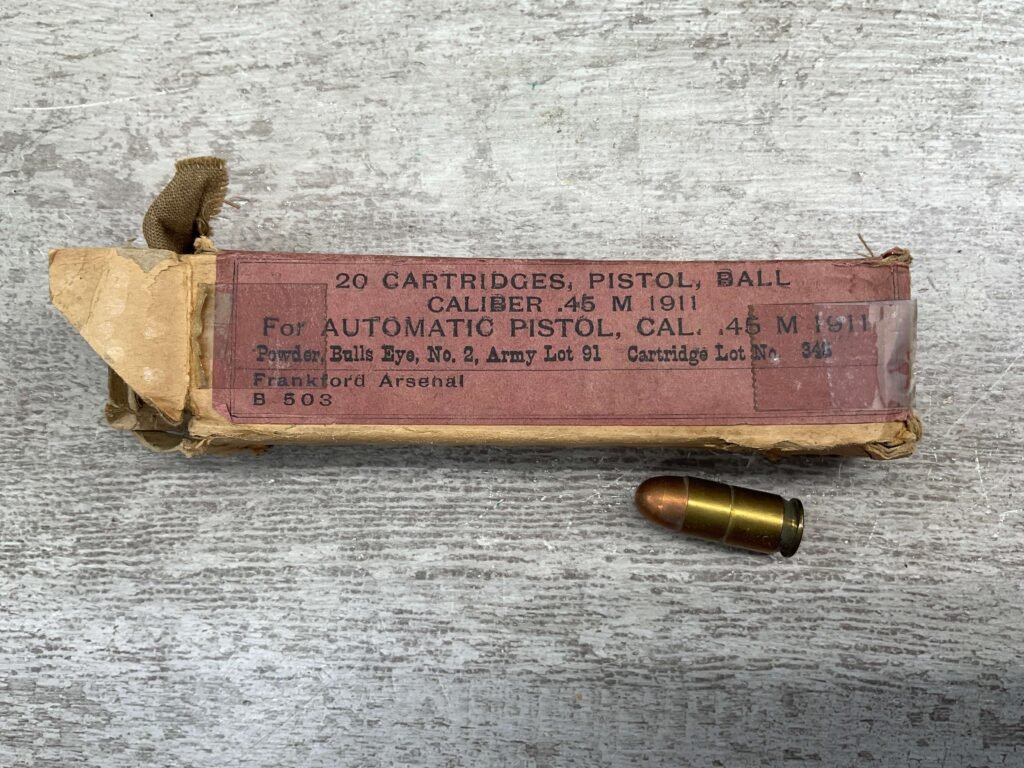 20 CARTRIDGES, PISTOL, BALL
CALIBER .45 M 1911
For AUTOMATIC PISTOL, CAL. .45 M 1911
Powder, Bulls Eye, No. 2, Army Lot 91 Cartridge Lot No.
Frankford Arsenal
B 503